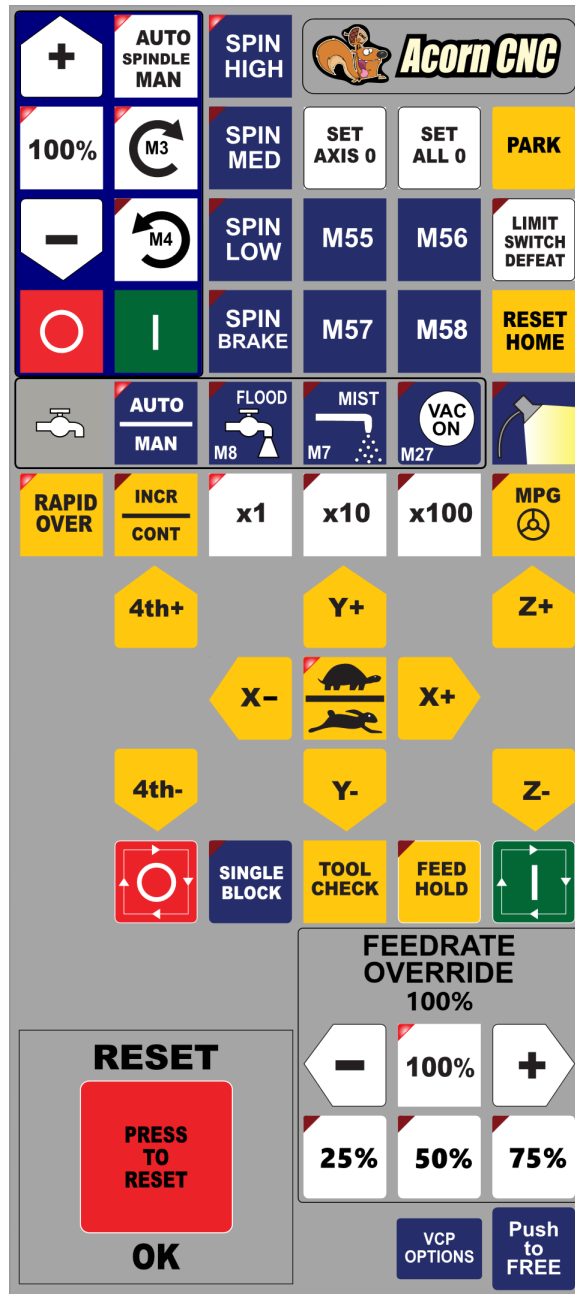 +
AUTO
SPINDLE
MAN
SPIN
HIGH
Acorn CNC
100%
M3
SPIN
MED
SET
AXIS 0
SET
ALL 0
PARK
−
M4
SPIN
LOW
M55
M56
LIMIT
SWITCH
DEFEAT
SPIN
BRAKE
M57
M58
RESET
HOME
AUTO
MAN
FLOOD
M8
MIST
M7
VAC
ON
M27
RAPID
OVER
INCR
CONT
x1
x10
x100
MPG
4th+
Y+
Z+
X-
X+
4th-
Y-
Z-
SINGLE
BLOCK
TOOL
CHECK
FEED
HOLD
FEEDRATE
OVERRIDE
100%
−
100%
+
25%
50%
75%
RESET
PRESS
TO
RESET
OK
VCP
OPTIONS
Push
to
FREE